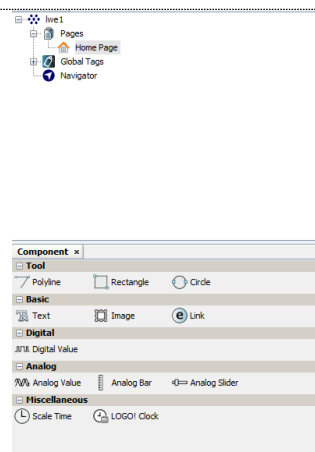 lwe1
Pages
Home Page
Global Tags
Navigator
Component ×
Tool
Polyline Rectangle Circle
Basic
Text Image Link
Digital
Digital Value
Analog
Analog Value Analog Bar Analog Slider
Miscellaneous
Scale Time LOGO! Clock